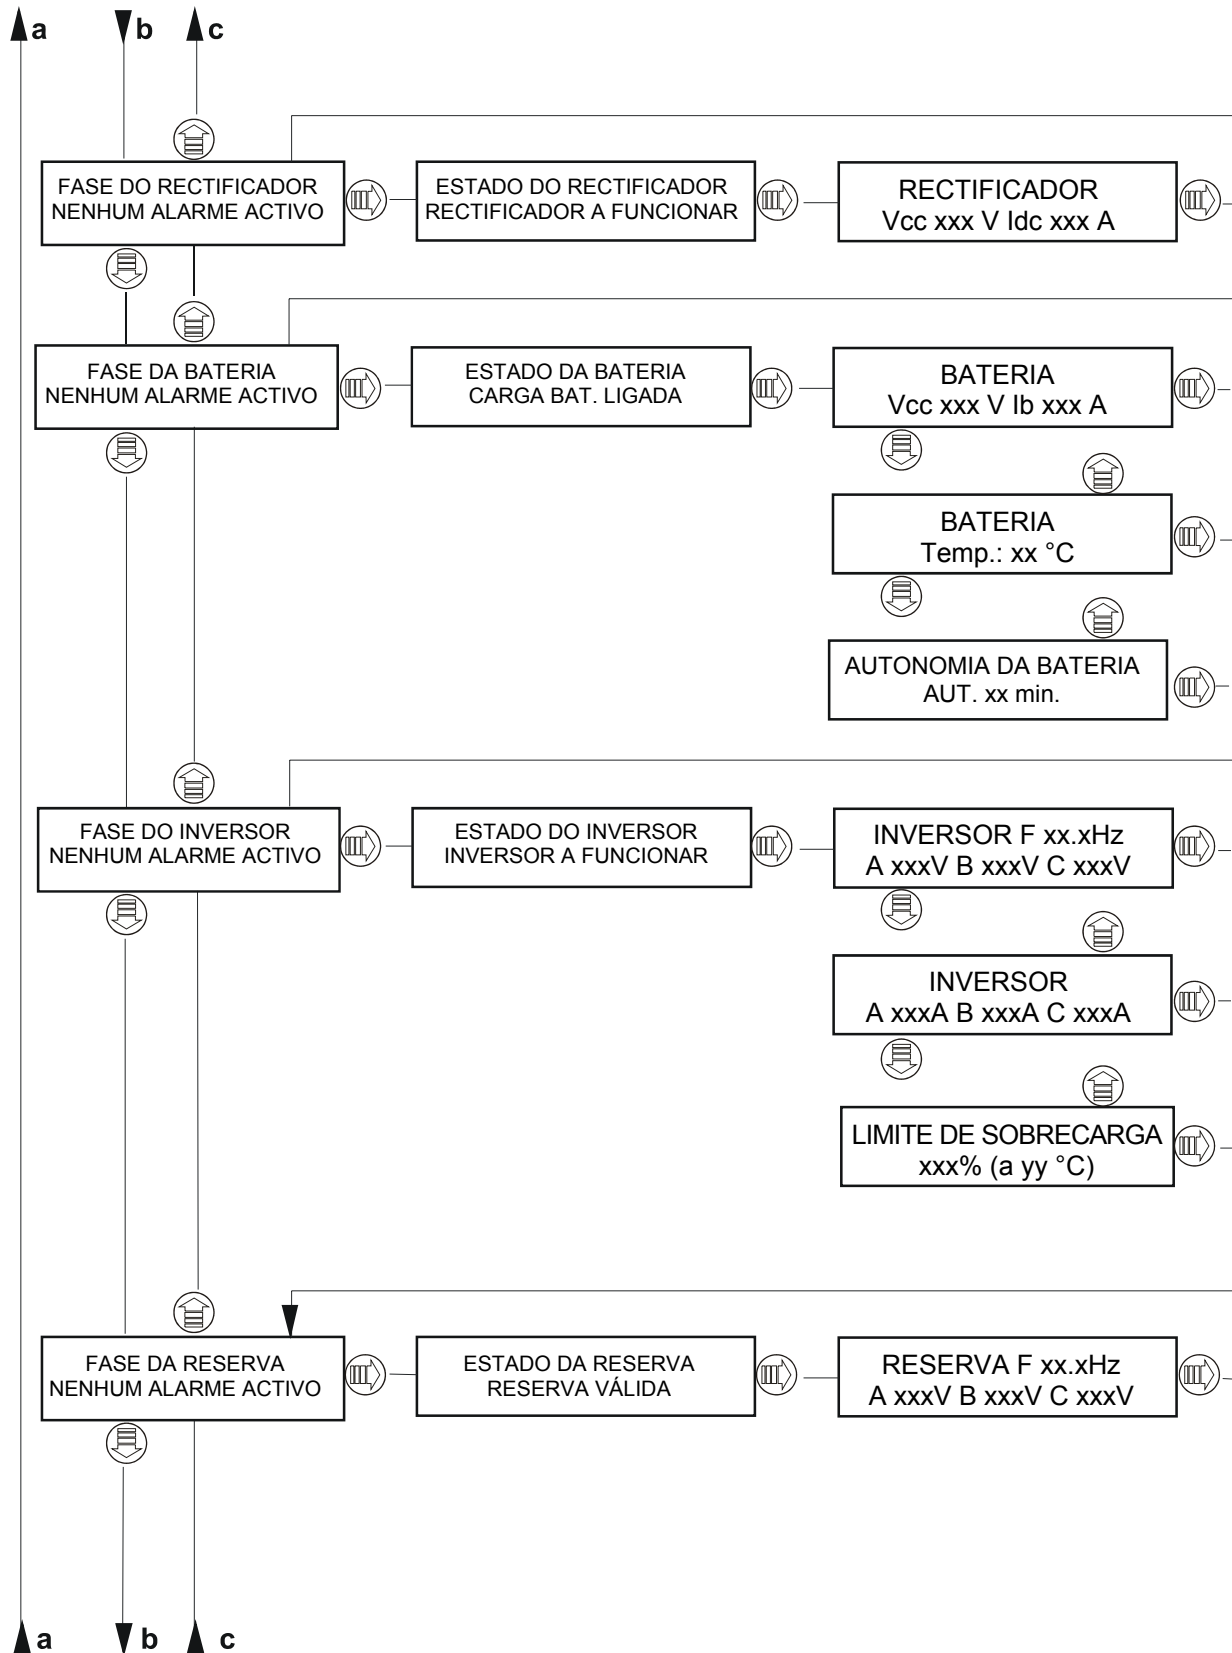 a b c
FASE DO RECTIFICADOR
NENHUM ALARME ACTIVO
ESTADO DO RECTIFICADOR
RECTIFICADOR A FUNCIONAR
RECTIFICADOR
Vcc xxx V Idc xxx A
FASE DA BATERIA
NENHUM ALARME ACTIVO
ESTADO DA BATERIA
CARGA BAT. LIGADA
BATERIA
Vcc xxx V Ib xxx A
BATERIA
Temp.: xx °C
AUTONOMIA DA BATERIA
AUT. xx min.
FASE DO INVERSOR
NENHUM ALARME ACTIVO
ESTADO DO INVERSOR
INVERSOR A FUNCIONAR
INVERSOR F xx.xHz
A xxxV B xxxV C xxxV
INVERSOR
A xxxA B xxxA C xxxA
LIMITE DE SOBRECARGA
xxx% (a yy °C)
FASE DA RESERVA
NENHUM ALARME ACTIVO
ESTADO DA RESERVA
RESERVA VÁLIDA
RESERVA F xx.xHz
A xxxV B xxxV C xxxV
a b c